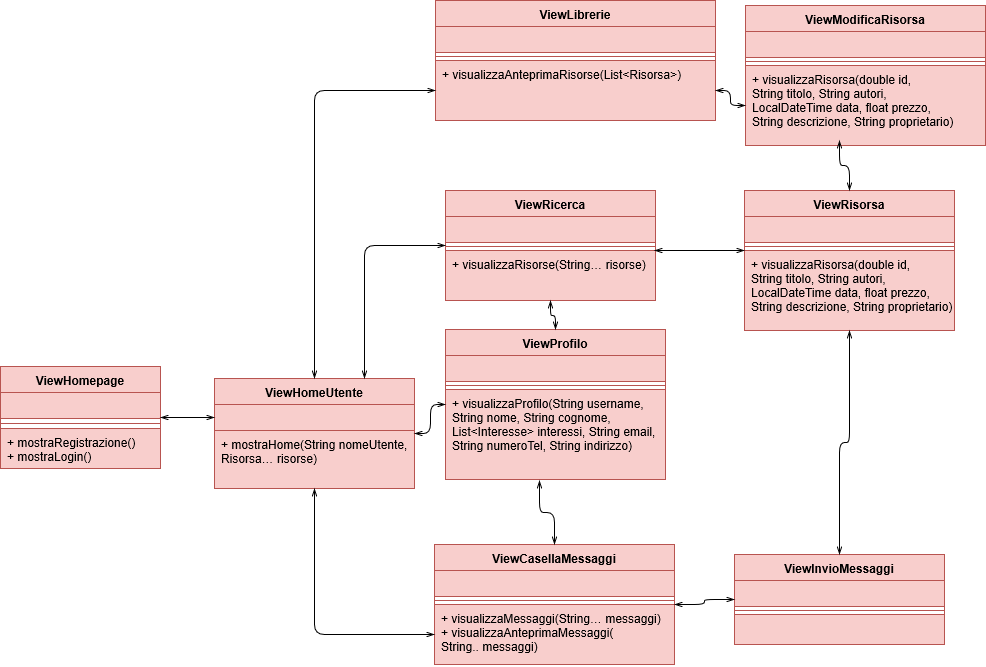 ViewLibrerie
+ visualizzaAnteprimaRisorse(List<Risorsa>)
ViewModificaRisorsa
+ visualizzaRisorsa(double id,
String titolo, String autori,
LocalDateTime data, float prezzo,
String descrizione, String proprietario)
ViewRicerca
+ visualizzaRisorse(String... risorse)
ViewRisorsa
+ visualizzaRisorsa(double id,
String titolo, String autori,
LocalDateTime data, float prezzo,
String descrizione, String proprietario)
ViewProfilo
+ visualizzaProfilo(String username,
String nome, String cognome,
List<Interesse> interessi, String email,
String numeroTel, String indirizzo)
ViewHomepage
+ mostraRegistrazione()
+ mostraLogin()
ViewHomeUtente
+ mostraHome(String nomeUtente,
Risorsa... risorse)
ViewCasellaMessaggi
+ visualizzaMessaggi(String... messaggi)
+ visualizzaAnteprimaMessaggi(
String.. messaggi)
ViewInvioMessaggi